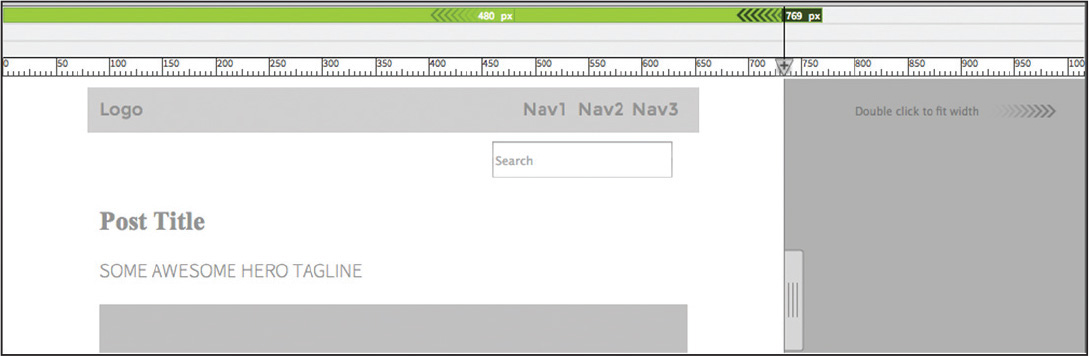 480 px 769 px
0 50 100 150 200 250 300 350 400 450 500 550 600 650 700 750 800 850 900 950 100
Logo Nav1 Nav2 Nav3 Double click to fit width
Search
Post Title
SOME AWESOME HERO TAGLINE